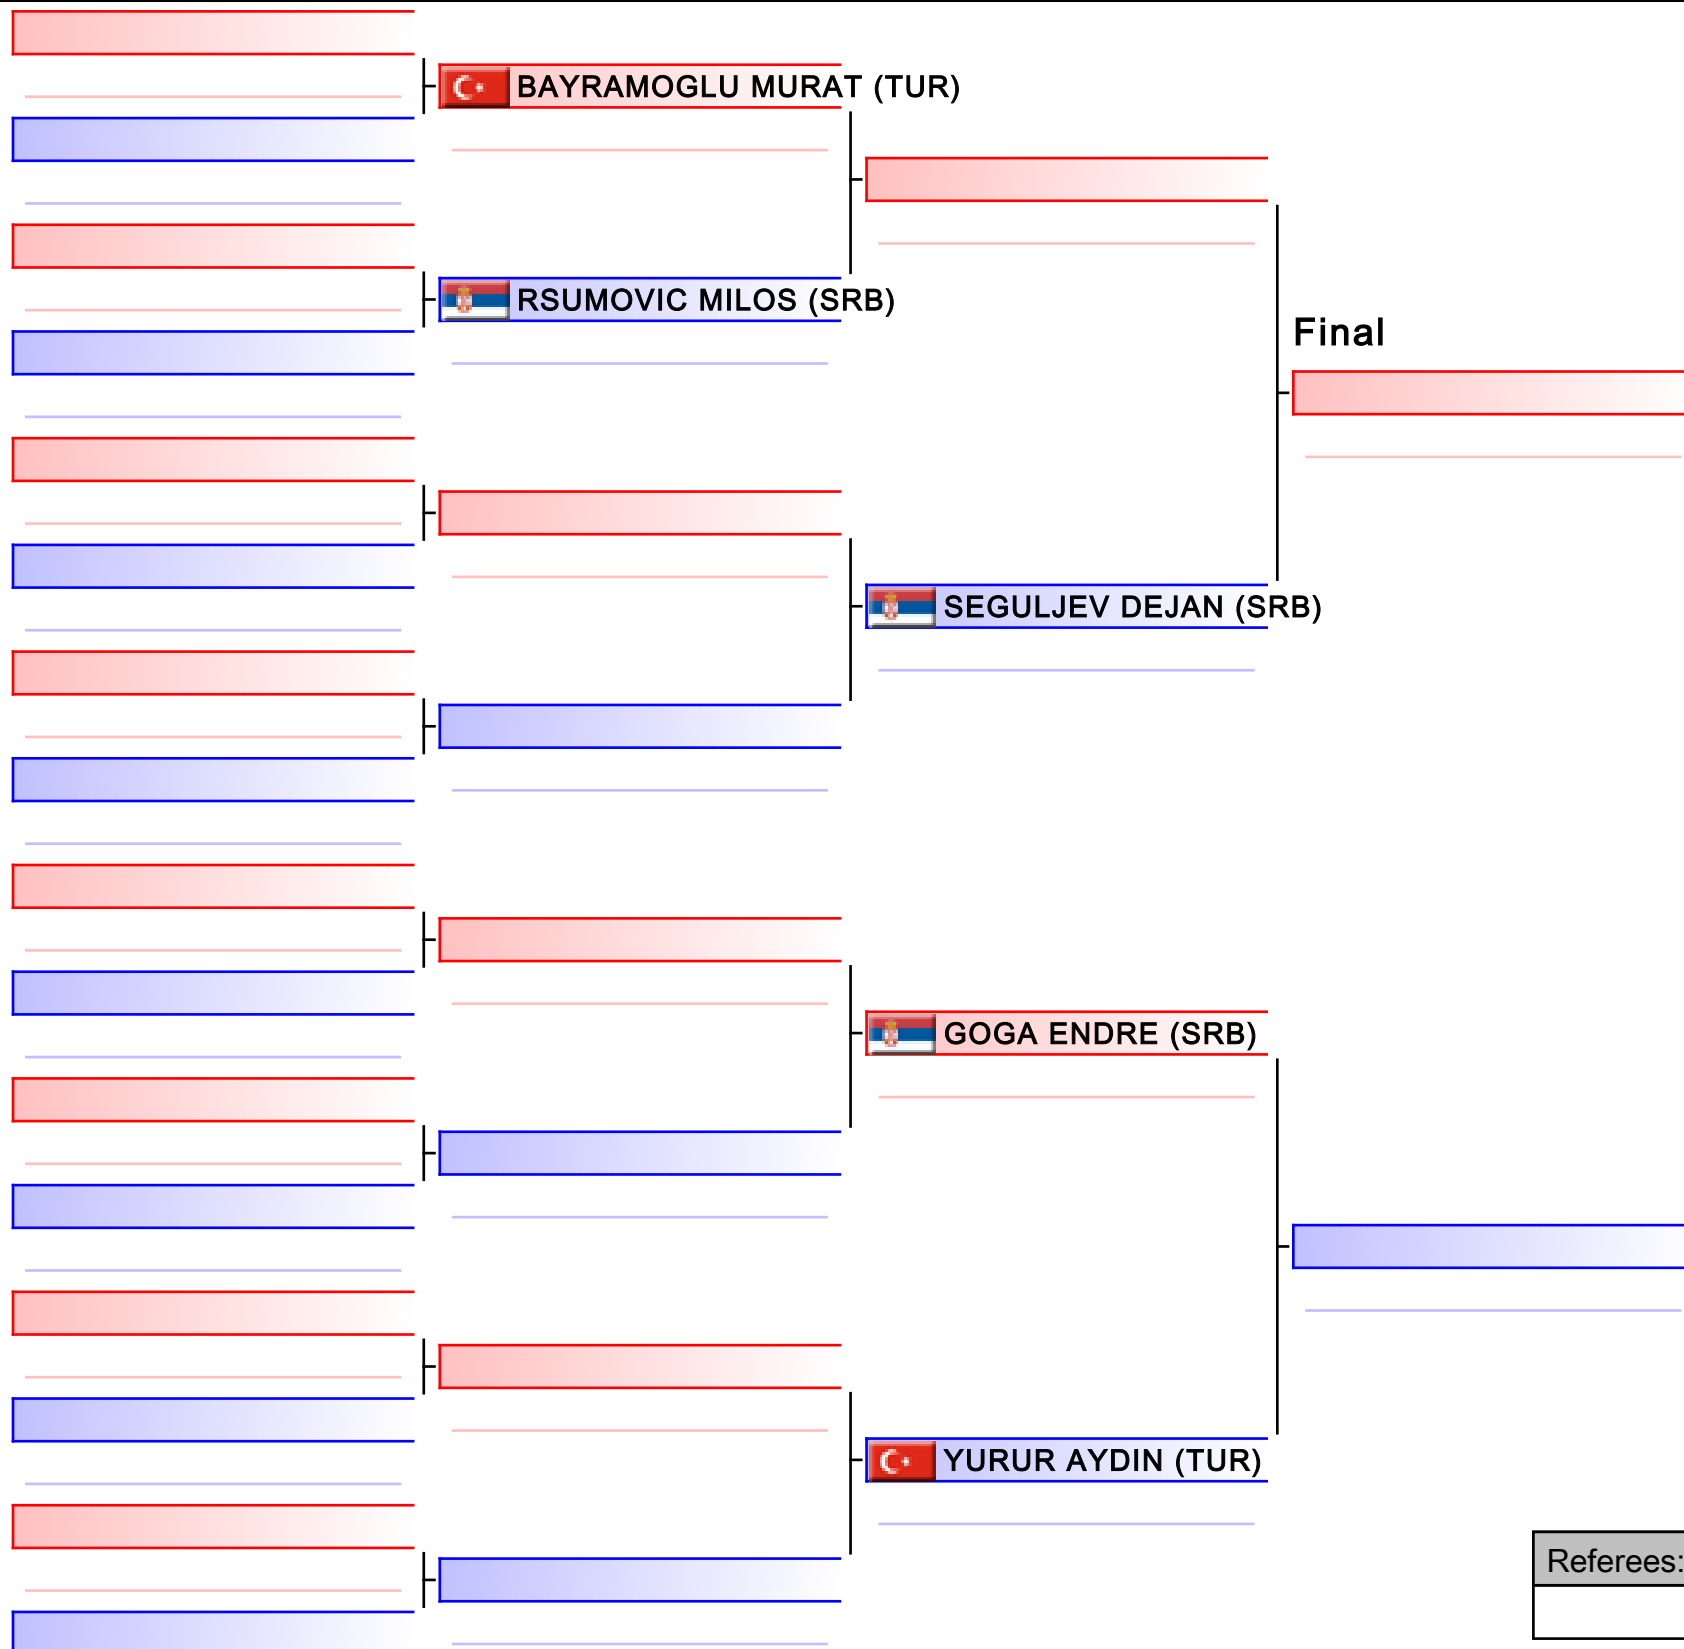 BAYRAMOGLU MURAT (TUR)
RSUMOVIC MILOS (SRB)
Final
SEGULJEV DEJAN (SRB)
GOGA ENDRE (SRB)
YURUR AYDIN (TUR)
Referees: